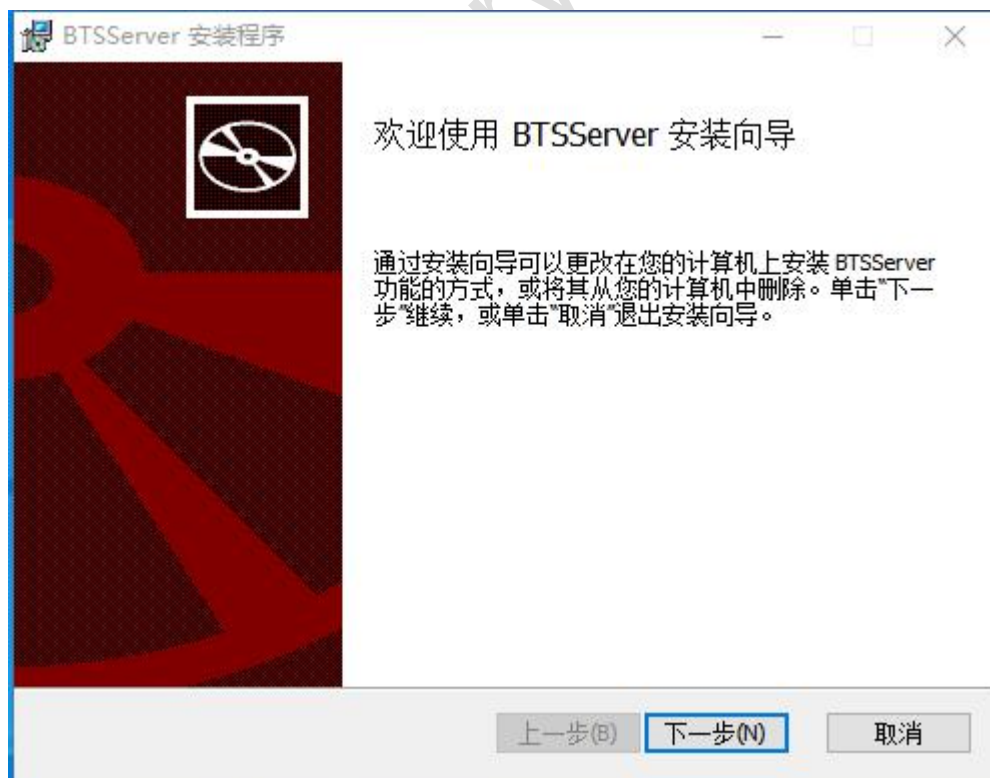 BTSServer 安装程序
欢迎使用 BTSServer 安装向导
通过安装向导可以更改在您的计算机上安装 BTSServer
功能的方式，或将其从您的计算机中删除。单击"下一
步"继续，或单击"取消"退出安装向导。
上一步(B) 下一步(N) 取消